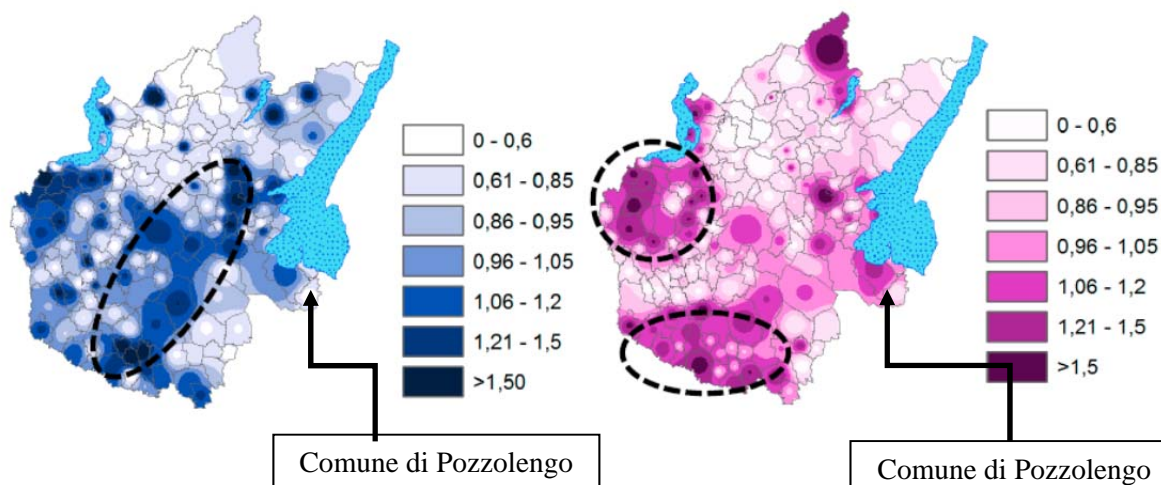 0 - 0,6
0,61 - 0,85
0,86 - 0,95
0,96 - 1,05
1,06 - 1,2
1,21 - 1,5
>1,50
Comune di Pozzolengo
0 - 0,6
0,61 - 0,85
0,86 - 0,95
0,96 - 1,05
1,06 - 1,2
1,21 - 1,5
>1,5
Comune di Pozzolengo